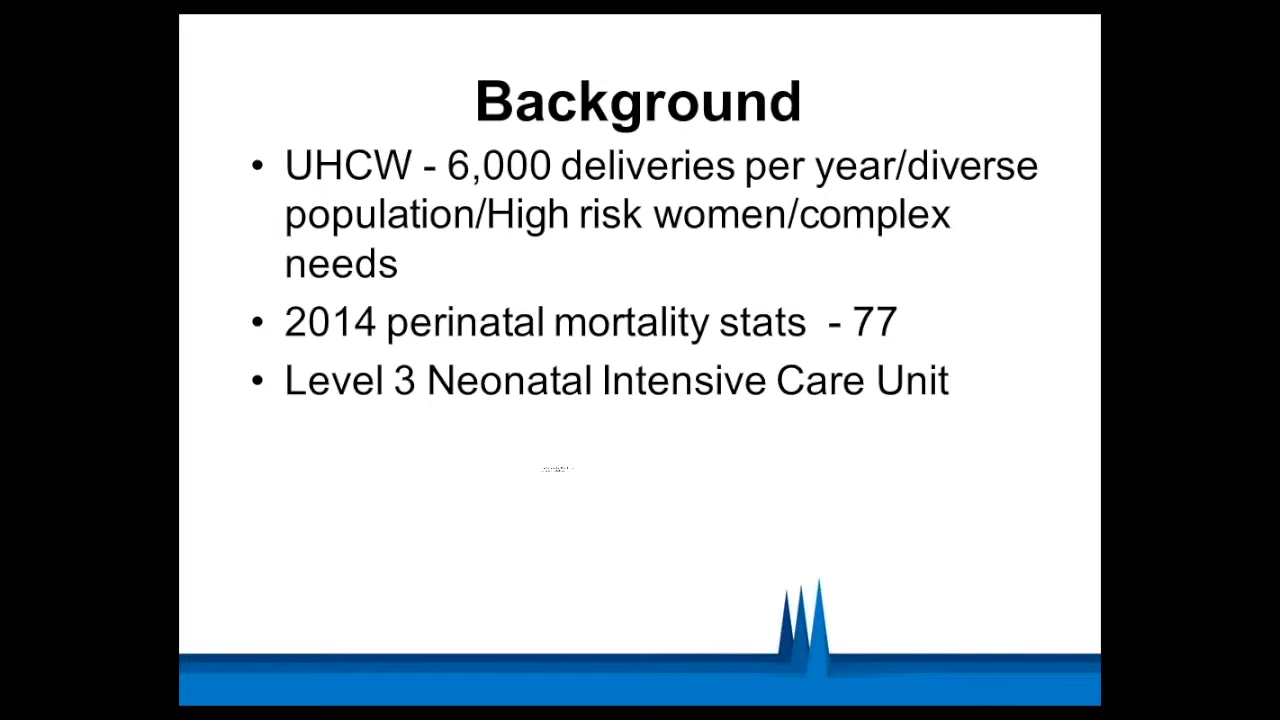 Background
• UHCW - 6,000 deliveries per year/diverse
population/High risk women/complex
needs
• 2014 perinatal mortality stats - 77
• Level 3 Neonatal Intensive Care Unit